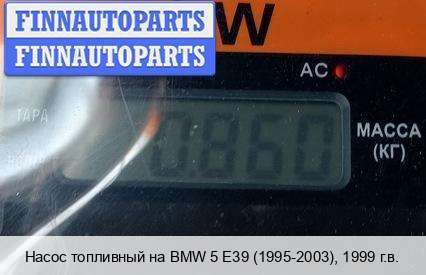 FINNAUTOPARTS
FINNAUTOPARTS
W
AC
ТАРА
0.860
МАССА
(КГ)
Насос топливный на BMW 5 E39 (1995-2003), 1999 г.в.